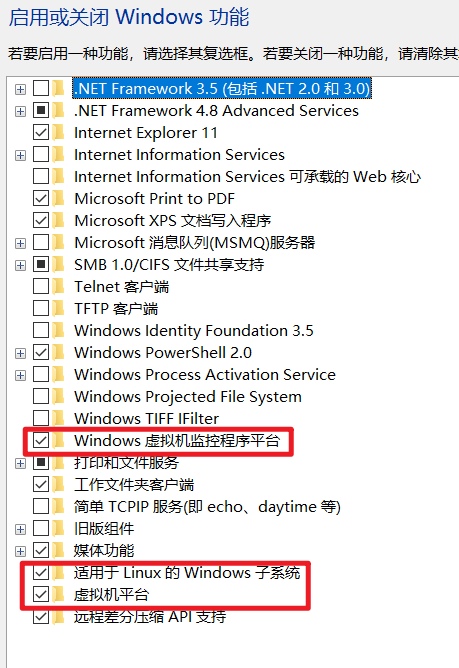 启用或关闭 Windows 功能
若要启用一种功能，请选择其复选框。若要关闭一种功能，请清除其
.NET Framework 3.5 (包括 .NET 2.0 和 3.0)
.NET Framework 4.8 Advanced Services
Internet Explorer 11
Internet Information Services
Internet Information Services 可承载的 Web 核心
Microsoft Print to PDF
Microsoft XPS 文档写入程序
Microsoft 消息队列(MSMQ)服务器
SMB 1.0/CIFS 文件共享支持
Telnet 客户端
TFTP 客户端
Windows Identity Foundation 3.5
Windows PowerShell 2.0
Windows Process Activation Service
Windows Projected File System
Windows TIFF IFilter
Windows 虚拟机监控程序平台
打印和文件服务
工作文件夹客户端
简单 TCPIP 服务(即 echo、daytime 等)
旧版组件
媒体功能
适用于 Linux 的 Windows 子系统
虚拟机平台
远程差分压缩 API 支持